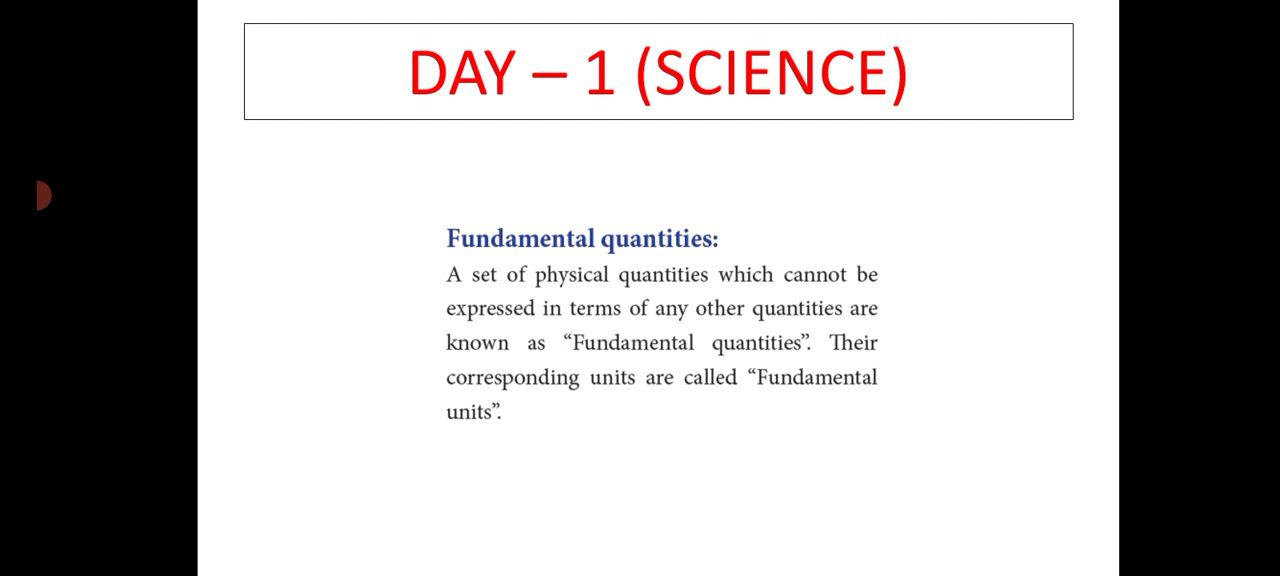 DAY – 1 (SCIENCE)
Fundamental quantities:
A set of physical quantities which cannot be
expressed in terms of any other quantities are
known as “Fundamental quantities”. Their
corresponding units are called “Fundamental
units”.